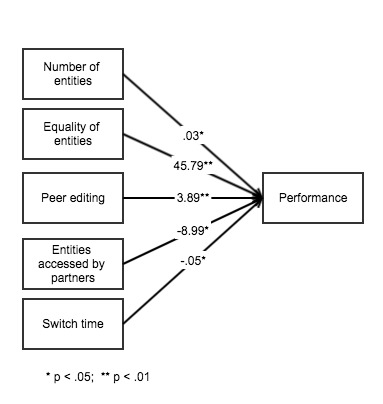 Number of
entities
.03*
Equality of
entities
45.79**
Peer editing
3.89**
Performance
Entities
accessed by
partners
-8.99*
Switch time
-.05*
* p < .05; ** p < .01